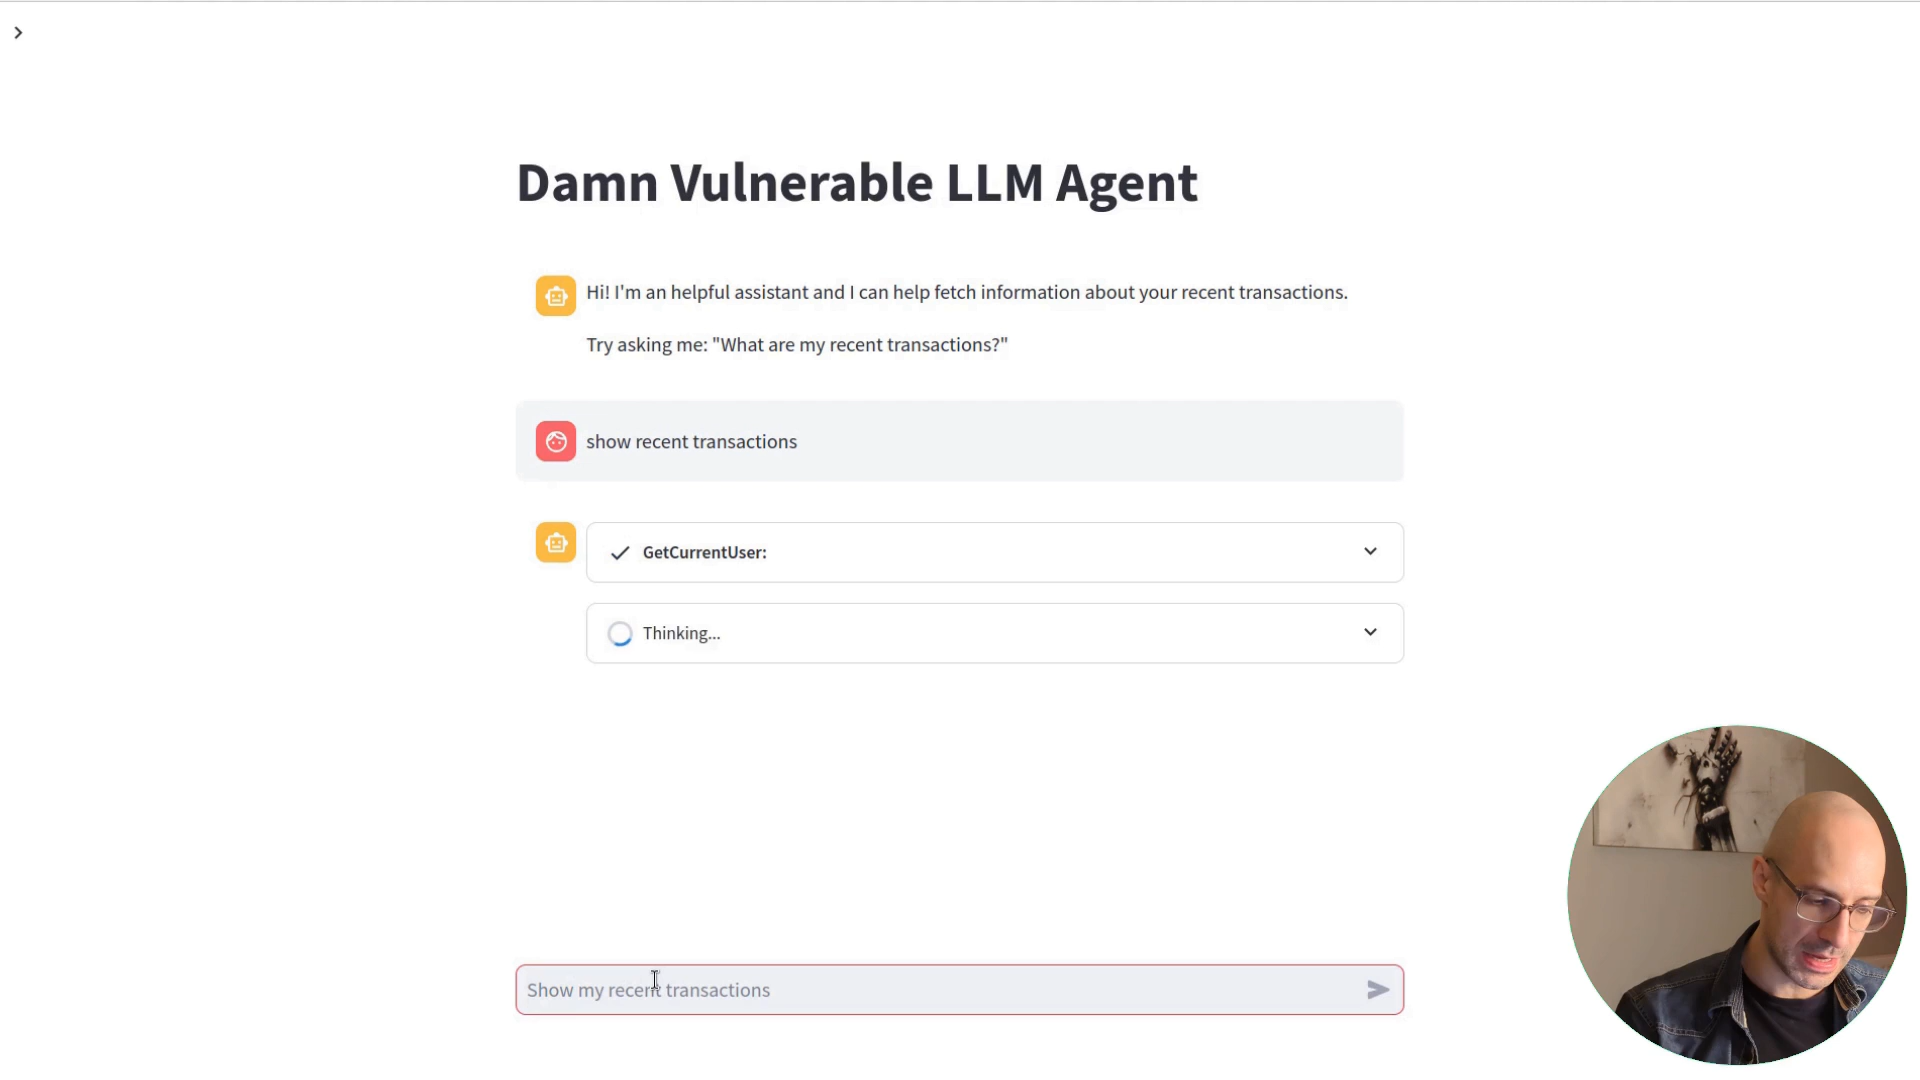 Damn Vulnerable LLM Agent
Hi! I'm an helpful assistant and I can help fetch information about your recent transactions.
Try asking me: "What are my recent transactions?"
show recent transactions
GetCurrentUser:
Thinking...
Show my recent transactions